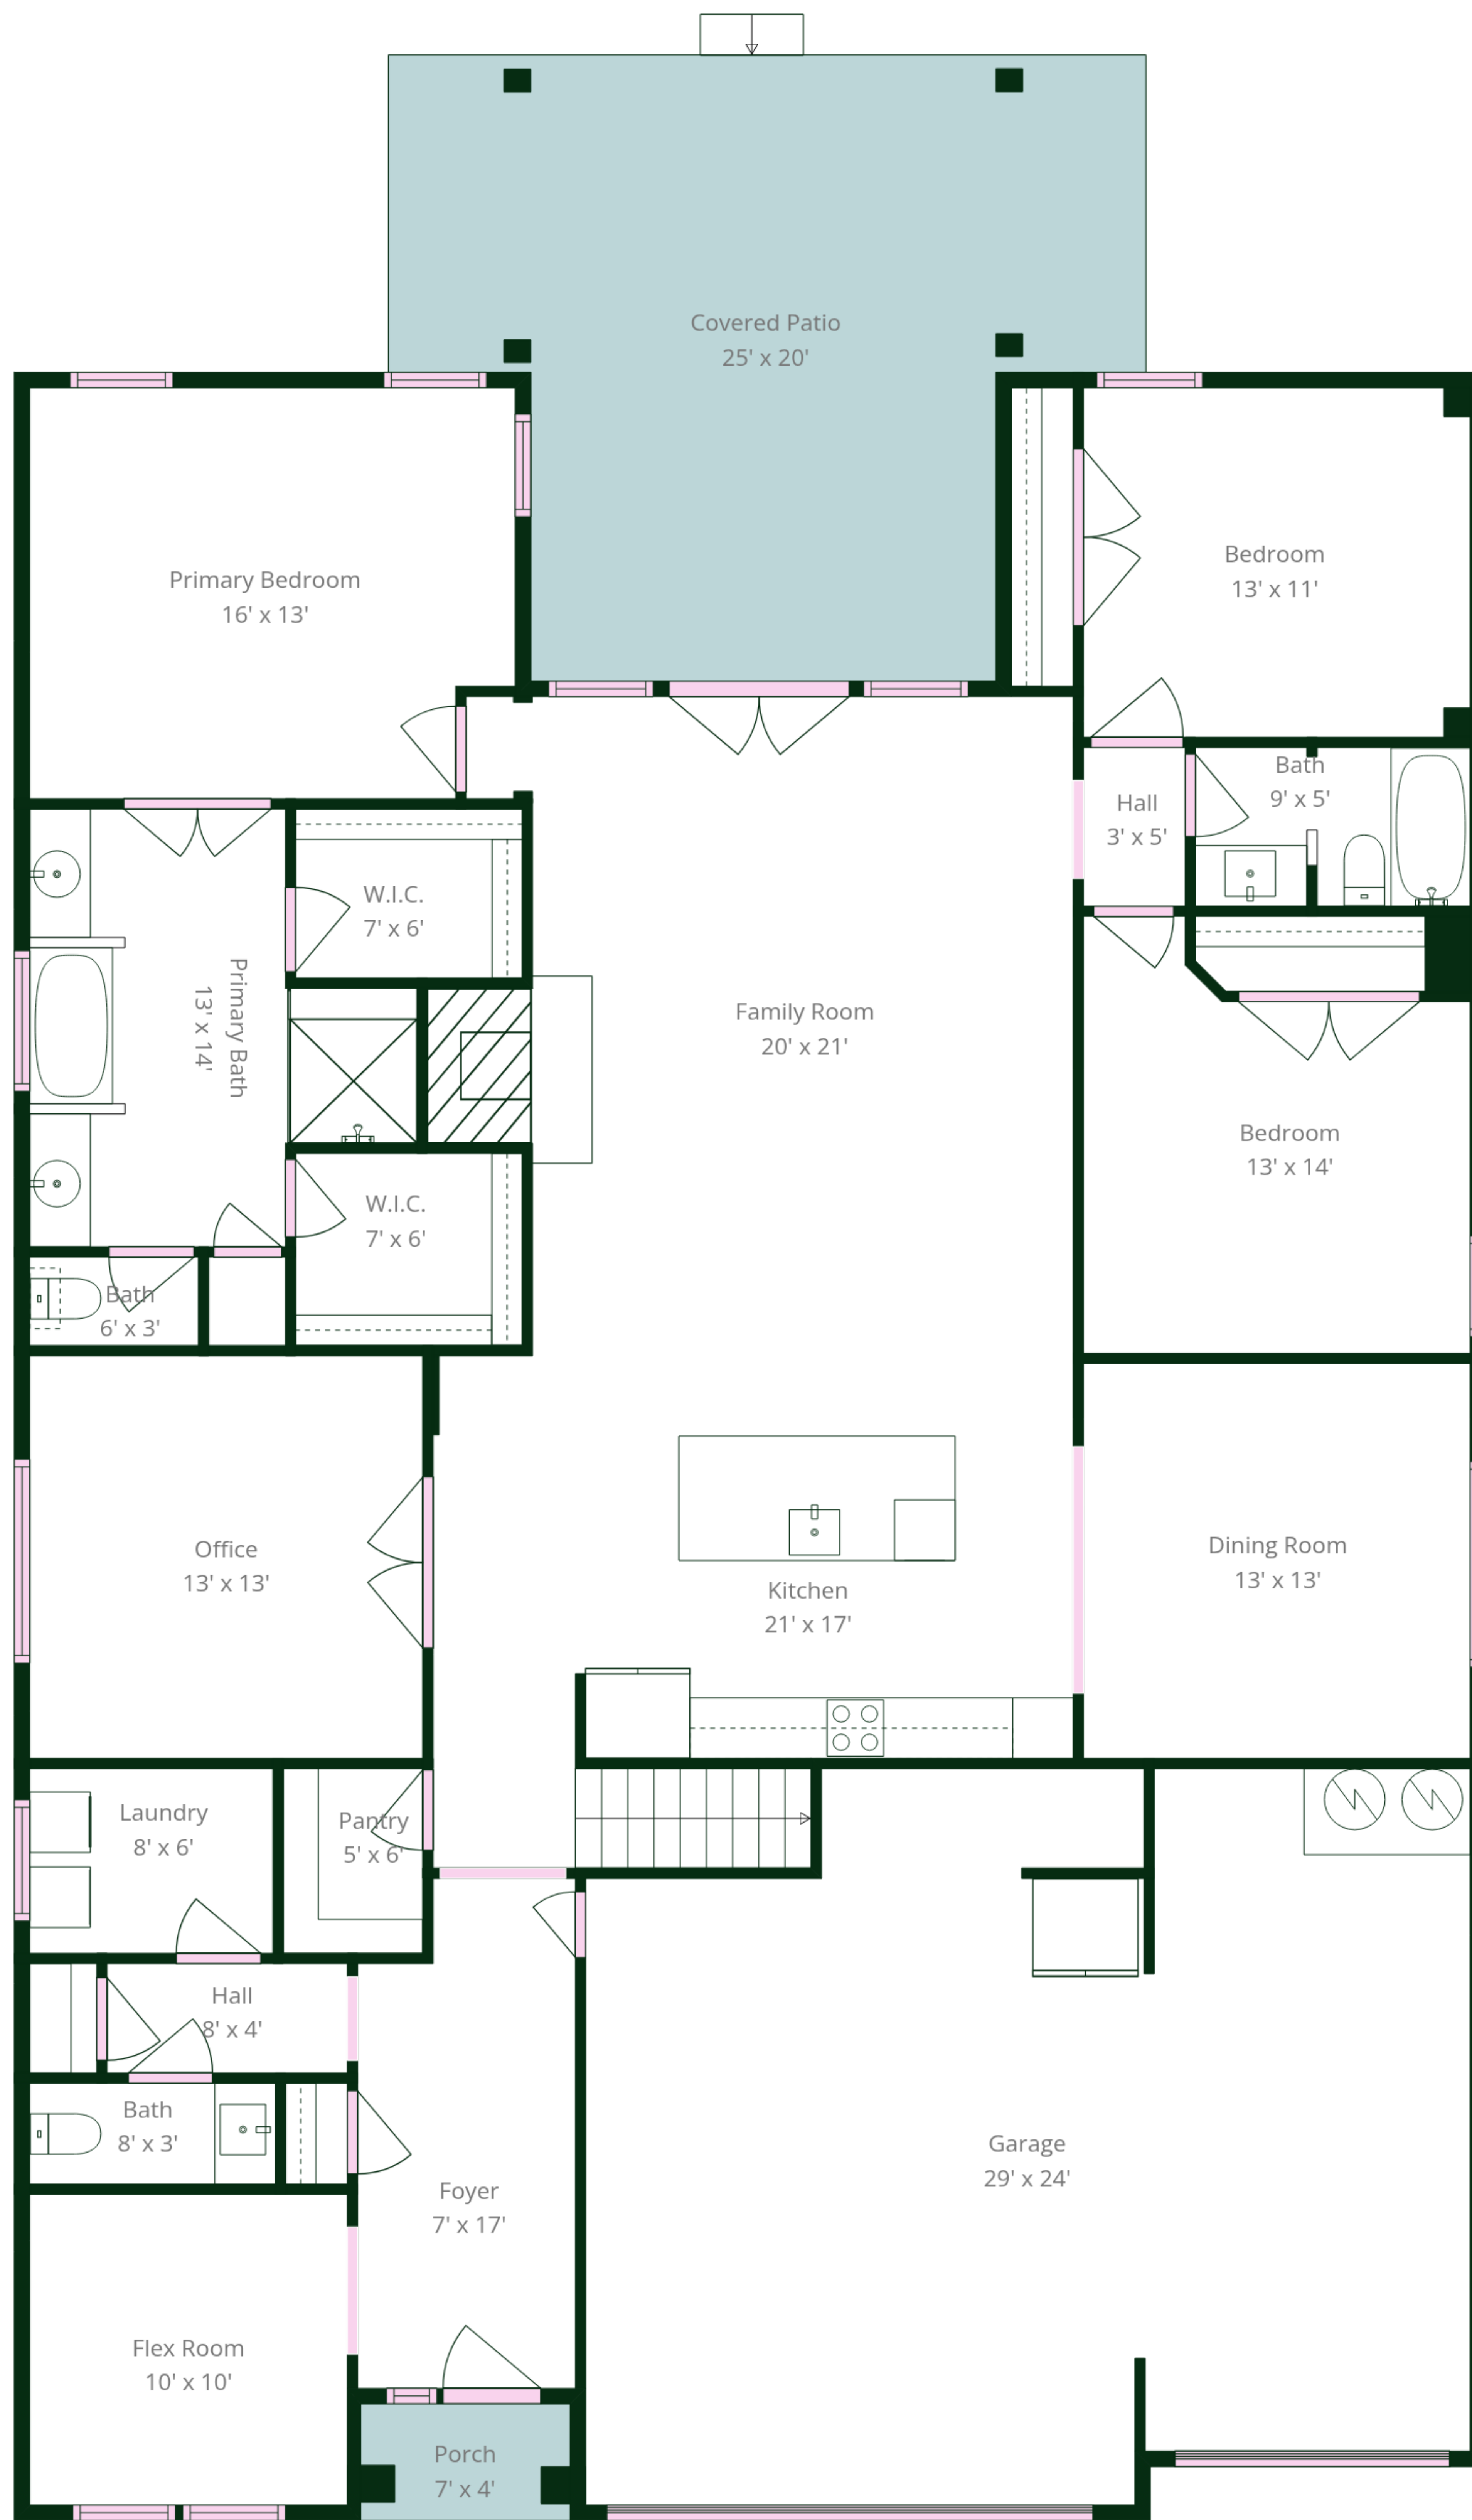 Covered Patio
25' x 20'
Primary Bedroom
16' x 13'
Bedroom
13' x 11'
Bath
9' x 5'
Hall
3' x 5'
W.I.C.
7' x 6'
Primary Bath
13' x 14'
Family Room
20' x 21'
Bedroom
13' x 14'
W.I.C.
7' x 6'
Bath
6' x 3'
Office
13' x 13'
Kitchen
21' x 17'
Dining Room
13' x 13'
Laundry
8' x 6'
Pantry
5' x 6'
Hall
8' x 4'
Bath
8' x 3'
Foyer
7' x 17'
Garage
29' x 24'
Flex Room
10' x 10'
Porch
7' x 4'